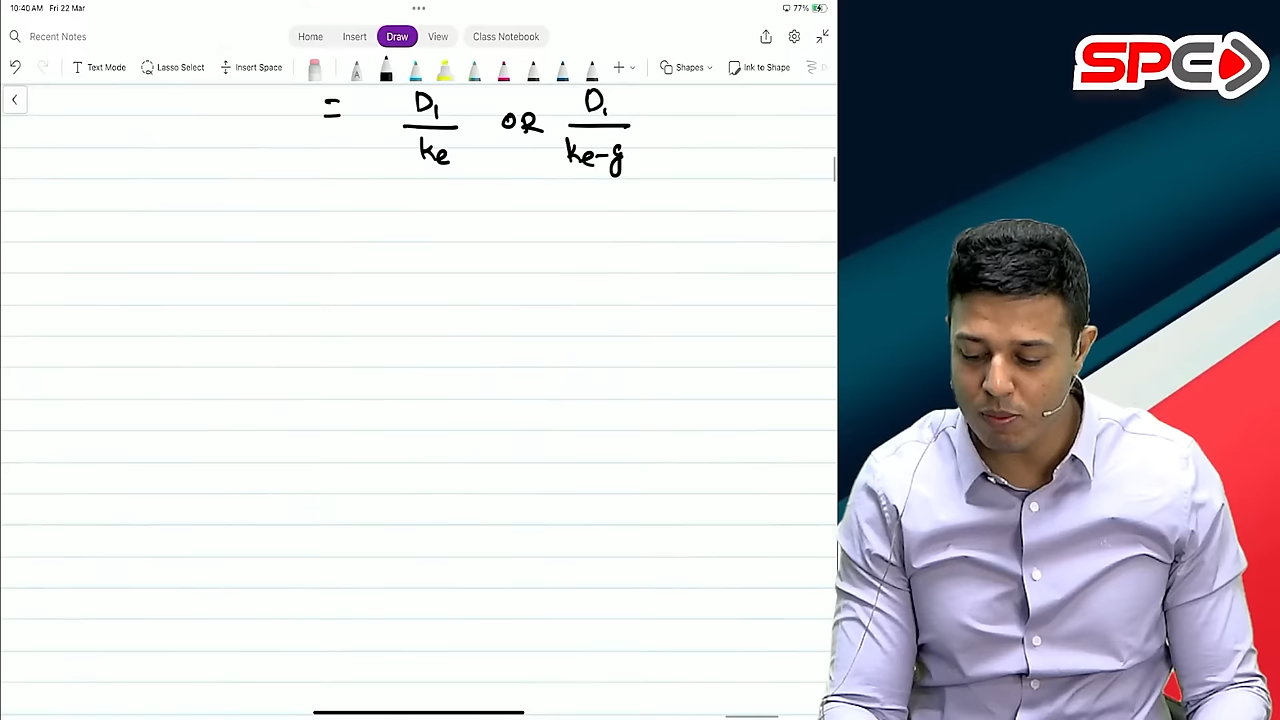 10:40 AM Fri 22 Mar
77%
Recent Notes
Home Insert Draw View Class Notebook
Text Mode Lasso Select Insert Space Shapes Ink to Shape
= D1 / ke OR D1 / ke-g
SPC